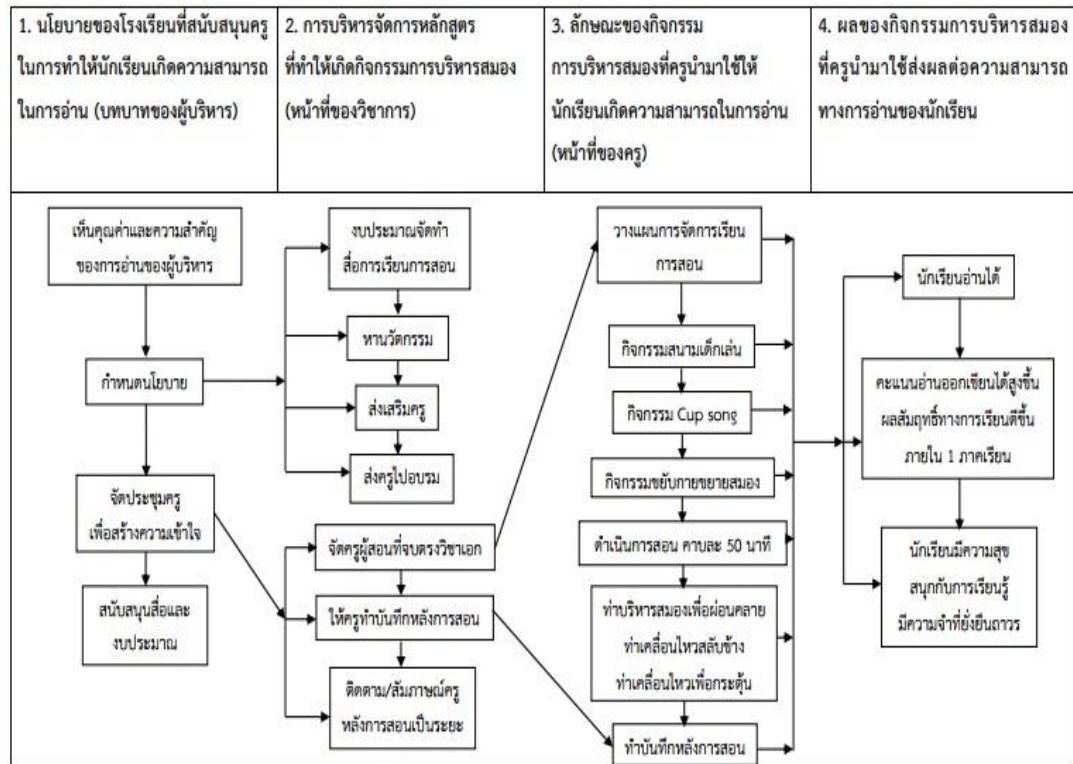 1. นโยบายของโรงเรียนที่สนับสนุนครู
ในการทำให้นักเรียนเกิดความสามารถ
ในการอ่าน (บทบาทของผู้บริหาร)
2. การบริหารจัดการหลักสูตร
ที่ทำให้เกิดกิจกรรมการบริหารสมอง
(หน้าที่ของวิชาการ)
3. ลักษณะของกิจกรรม
การบริหารสมองที่ครูนำมาใช้ให้
นักเรียนเกิดความสามารถในการอ่าน
(หน้าที่ของครู)
4. ผลของกิจกรรมการบริหารสมอง
ที่ครูนำมาใช้ส่งผลต่อความสามารถ
ทางการอ่านของนักเรียน
เห็นคุณค่าและความสำคัญ
ของการอ่านของผู้บริหาร
กำหนดนโยบาย
จัดประชุมครู
เพื่อสร้างความเข้าใจ
สนับสนุนสื่อและ
งบประมาณ
งบประมาณจัดทำ
สื่อการเรียนการสอน
หานวัตกรรม
ส่งเสริมครู
ส่งครูไปอบรม
จัดครูผู้สอนที่จบตรงวิชาเอก
ให้ครูทำบันทึกหลังการสอน
ติดตาม/สัมภาษณ์ครู
หลังการสอนเป็นระยะ
วางแผนการจัดการเรียน
การสอน
กิจกรรมสนามเด็กเล่น
กิจกรรม Cup song
กิจกรรมขยับกายขยายสมอง
ดำเนินการสอน คาบละ 50 นาที
ท่าบริหารสมองเพื่อผ่อนคลาย
ท่าเคลื่อนไหวสลับข้าง
ท่าเคลื่อนไหวเพื่อกระตุ้น
ทำบันทึกหลังการสอน
นักเรียนอ่านได้
คะแนนอ่านออกเขียนได้สูงขึ้น
ผลสัมฤทธิ์ทางการเรียนดีขึ้น
ภายใน 1 ภาคเรียน
นักเรียนมีความสุข
สนุกกับการเรียนรู้
มีความจำที่ยั่งยืนถาวร